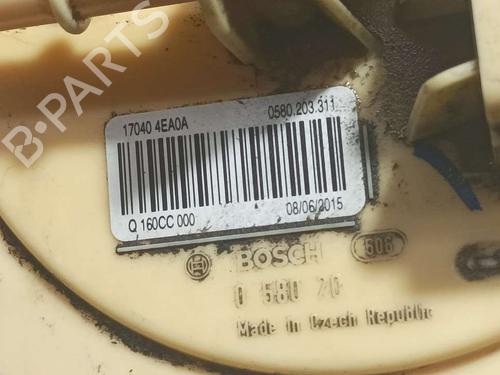 B-PARTS
17040 4EA0A 0580.203.311
Q 160CC 000 08/06/2015
BOSCH 506
0 580 20
Made in Czech Republic